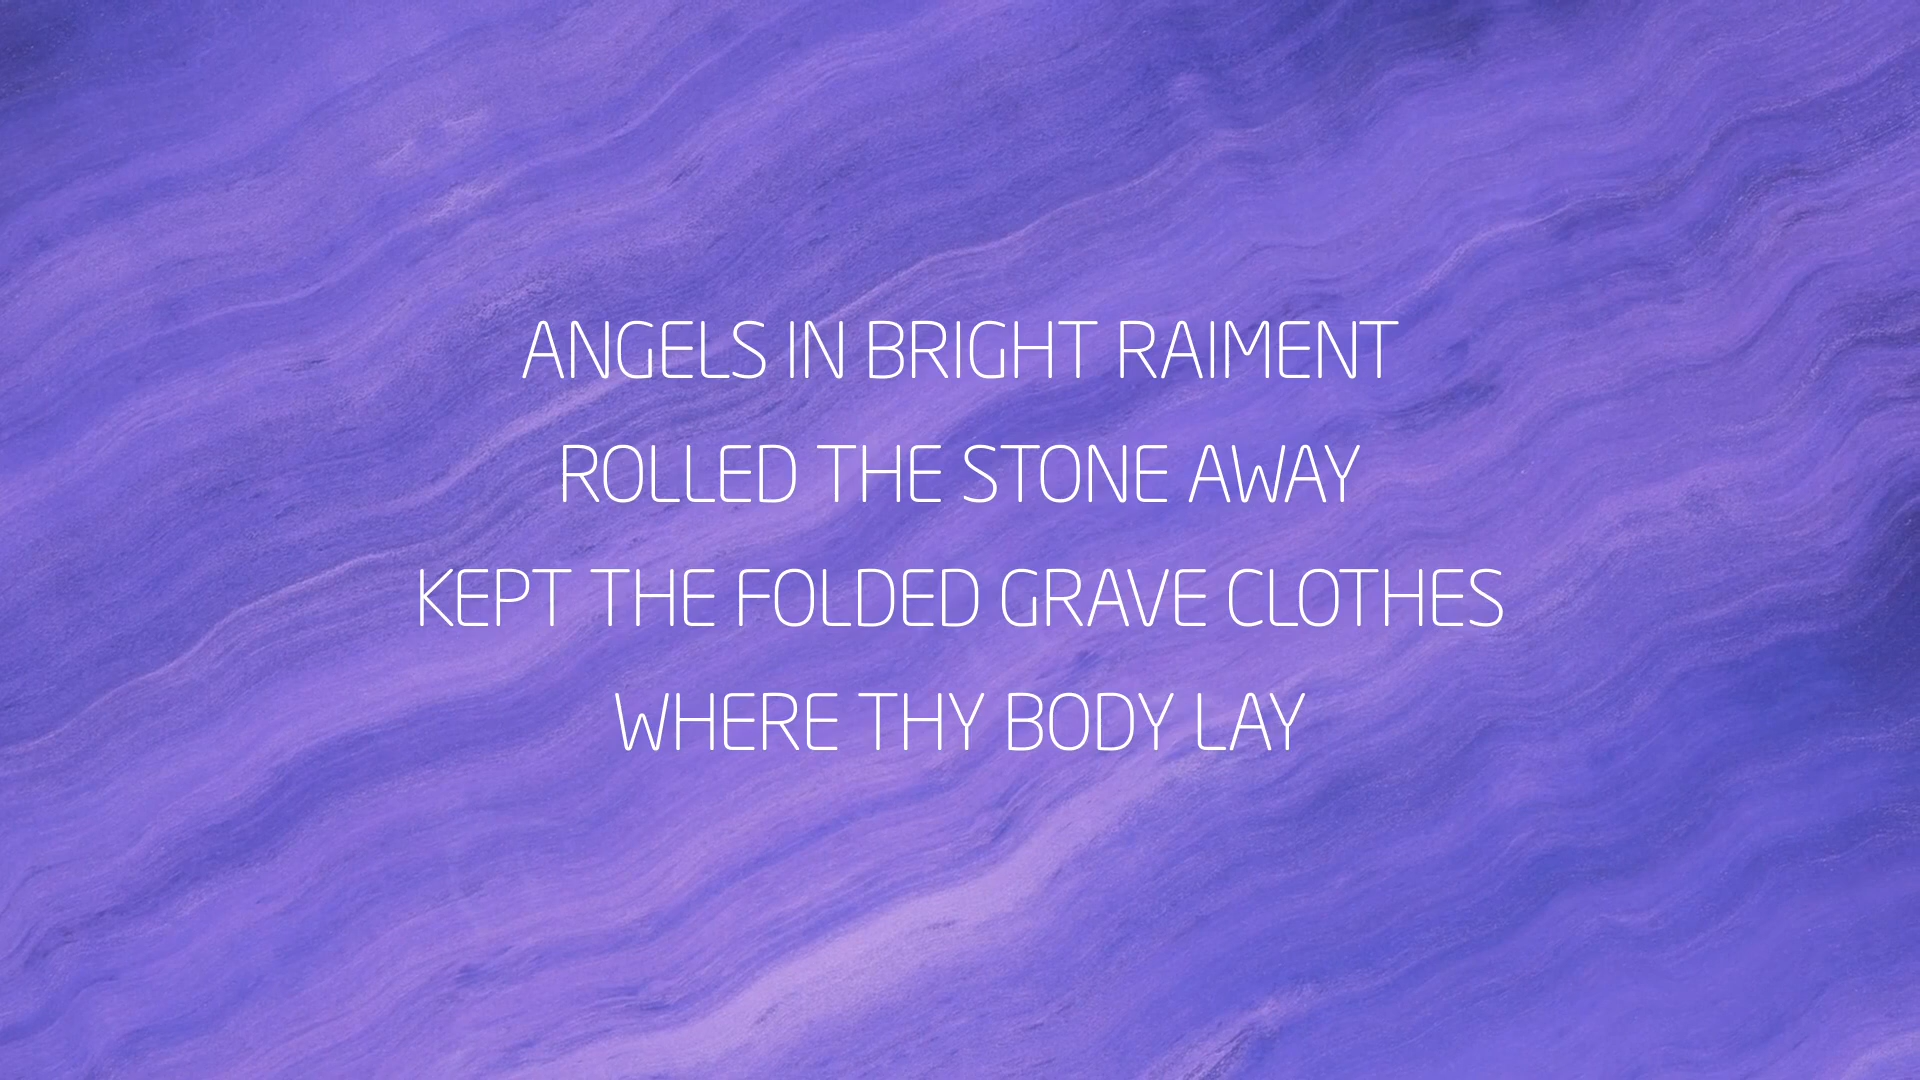 ANGELS IN BRIGHT RAIMENT
ROLLED THE STONE AWAY
KEPT THE FOLDED GRAVE CLOTHES
WHERE THY BODY LAY